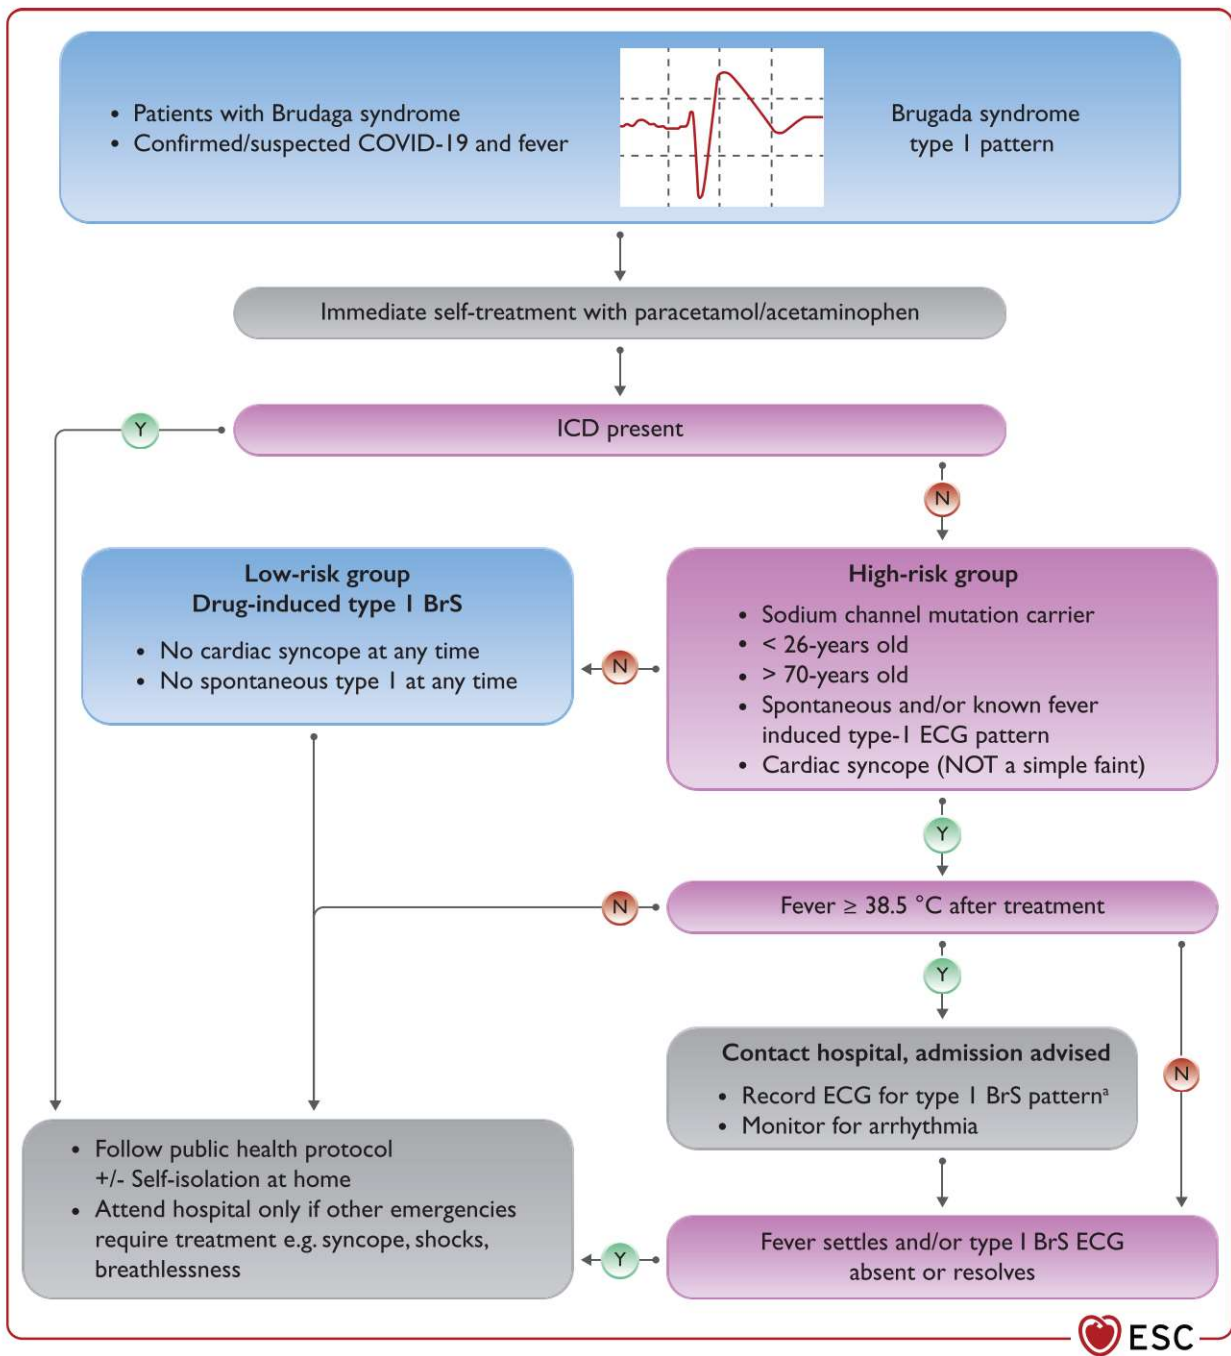 • Patients with Brudaga syndrome
• Confirmed/suspected COVID-19 and fever
Brugada syndrome
type 1 pattern
Immediate self-treatment with paracetamol/acetaminophen
ICD present
Y
N
Low-risk group
Drug-induced type 1 BrS
• No cardiac syncope at any time
• No spontaneous type 1 at any time
N
High-risk group
• Sodium channel mutation carrier
• < 26-years old
• > 70-years old
• Spontaneous and/or known fever
induced type-1 ECG pattern
• Cardiac syncope (NOT a simple faint)
Y
N
Fever ≥ 38.5 °C after treatment
Y
N
Contact hospital, admission advised
• Record ECG for type 1 BrS patternᵃ
• Monitor for arrhythmia
• Follow public health protocol
+/- Self-isolation at home
• Attend hospital only if other emergencies
require treatment e.g. syncope, shocks,
breathlessness
Y
Fever settles and/or type 1 BrS ECG
absent or resolves
ESC